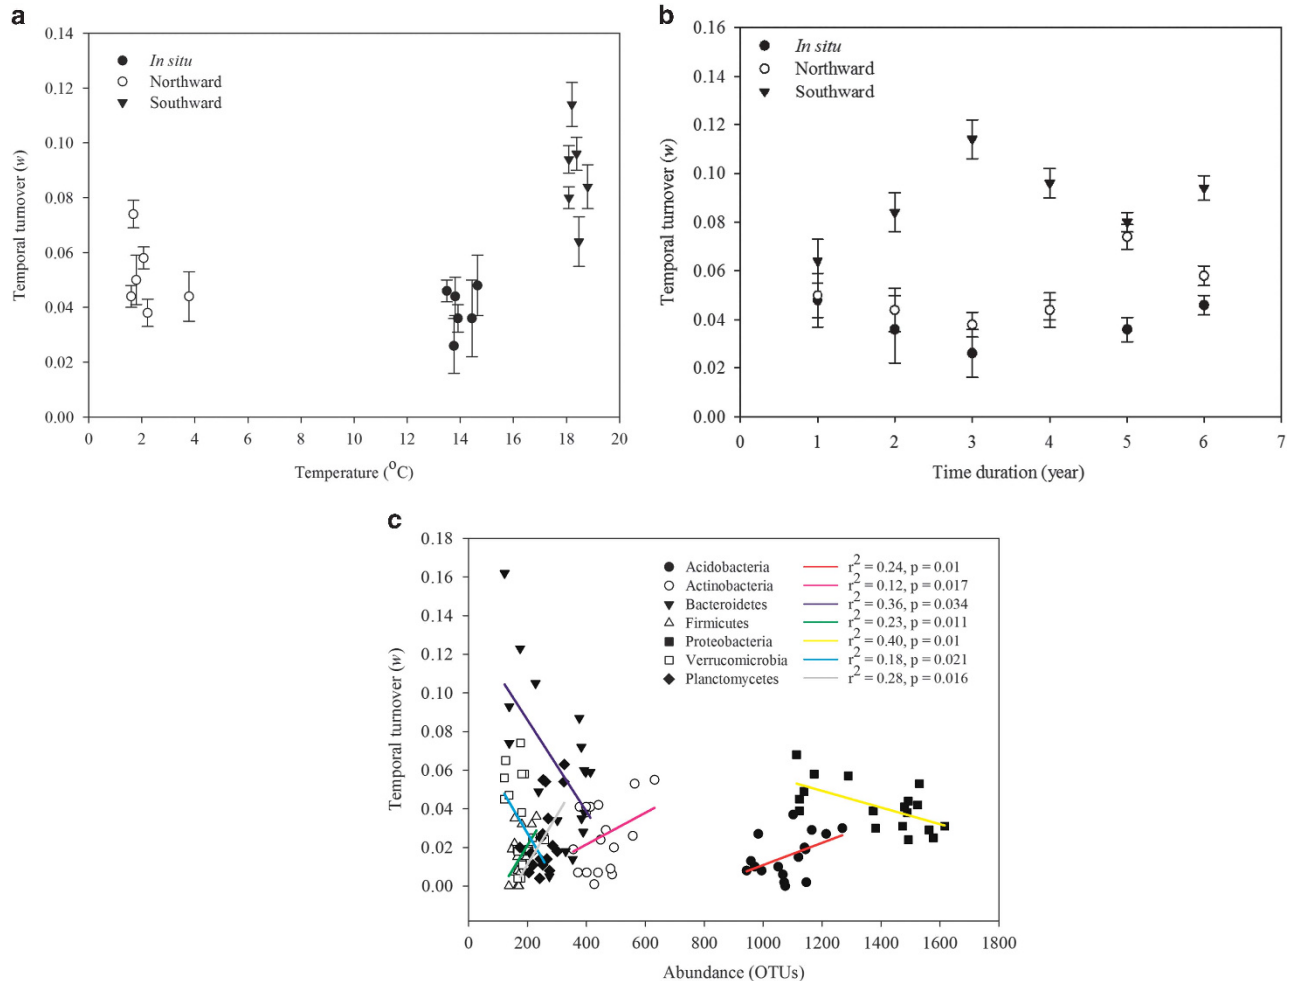 a
0.14
0.12
0.10
0.08
0.06
0.04
0.02
0.00
In situ
Northward
Southward
0 2 4 6 8 10 12 14 16 18 20
Temperature (°C)
Temporal turnover (w)
b
0.16
0.14
0.12
0.10
0.08
0.06
0.04
0.02
0.00
In situ
Northward
Southward
0 1 2 3 4 5 6 7
Time duration (year)
Temporal turnover (w)
c
0.18
0.16
0.14
0.12
0.10
0.08
0.06
0.04
0.02
0.00
Acidobacteria r² = 0.24, p = 0.01
Actinobacteria r² = 0.12, p = 0.017
Bacteroidetes r² = 0.36, p = 0.034
Firmicutes r² = 0.23, p = 0.011
Proteobacteria r² = 0.40, p = 0.01
Verrucomicrobia r² = 0.18, p = 0.021
Planctomycetes r² = 0.28, p = 0.016
0 200 400 600 1000 1200 1400 1600 1800
Abundance (OTUs)
Temporal turnover (w)